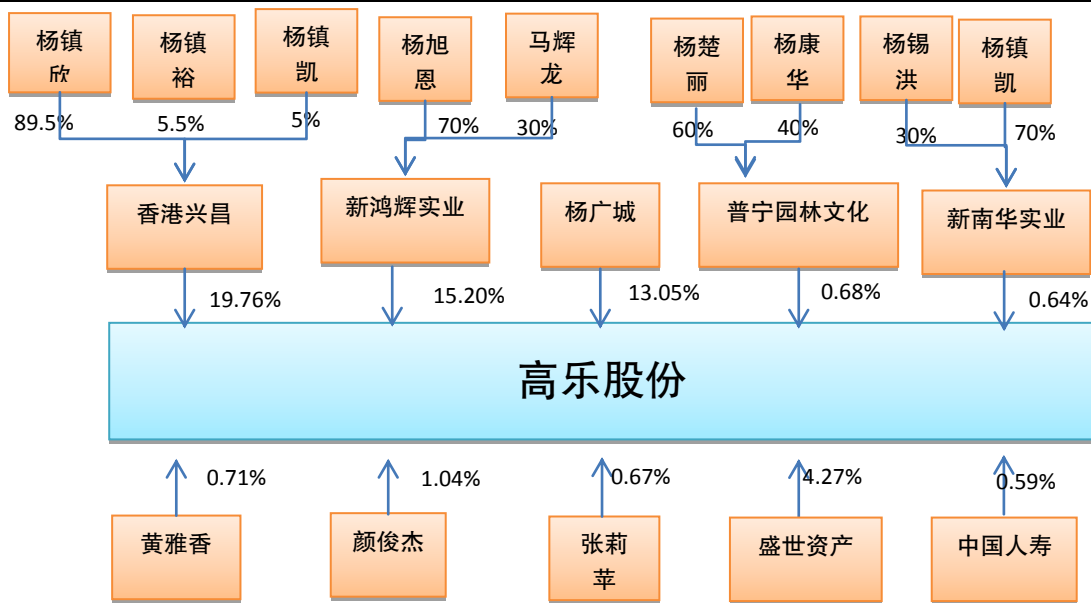 杨镇
欣
杨镇
裕
杨镇
凯
杨旭
恩
马辉
龙
杨楚
丽
杨康
华
杨锡
洪
杨镇
凯
89.5%
5.5%
5%
70%
30%
60%
40%
30%
70%
香港兴昌
新鸿辉实业
杨广城
普宁园林文化
新南华实业
19.76%
15.20%
13.05%
0.68%
0.64%
高乐股份
0.71%
1.04%
0.67%
4.27%
0.59%
黄雅香
颜俊杰
张莉
苹
盛世资产
中国人寿